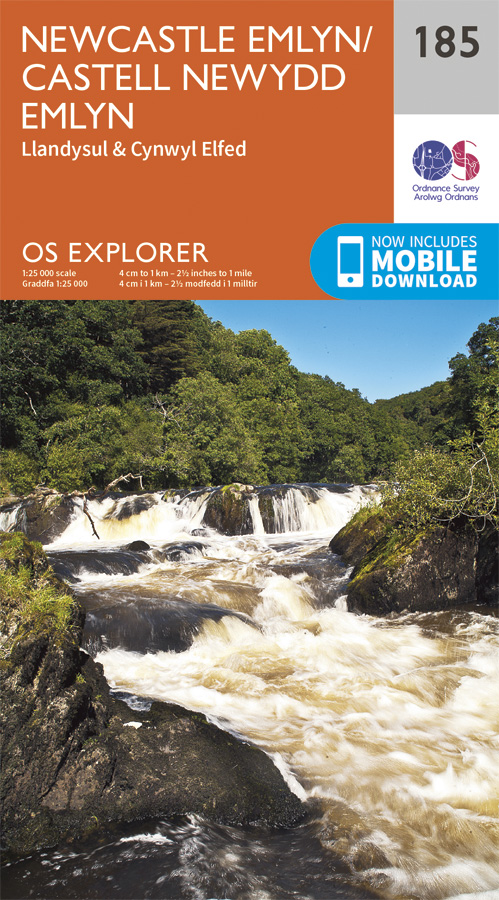 NEWCASTLE EMLYN/
CASTELL NEWYDD
EMLYN
Llandysul & Cynwyl Elfed
185
Ordnance Survey
Arolwg Ordnans
OS EXPLORER
1:25 000 scale 4 cm to 1 km – 2½ inches to 1 mile
Graddfa 1:25 000 4 cm i 1 km – 2½ modfedd i 1 milltir
NOW INCLUDES
MOBILE
DOWNLOAD